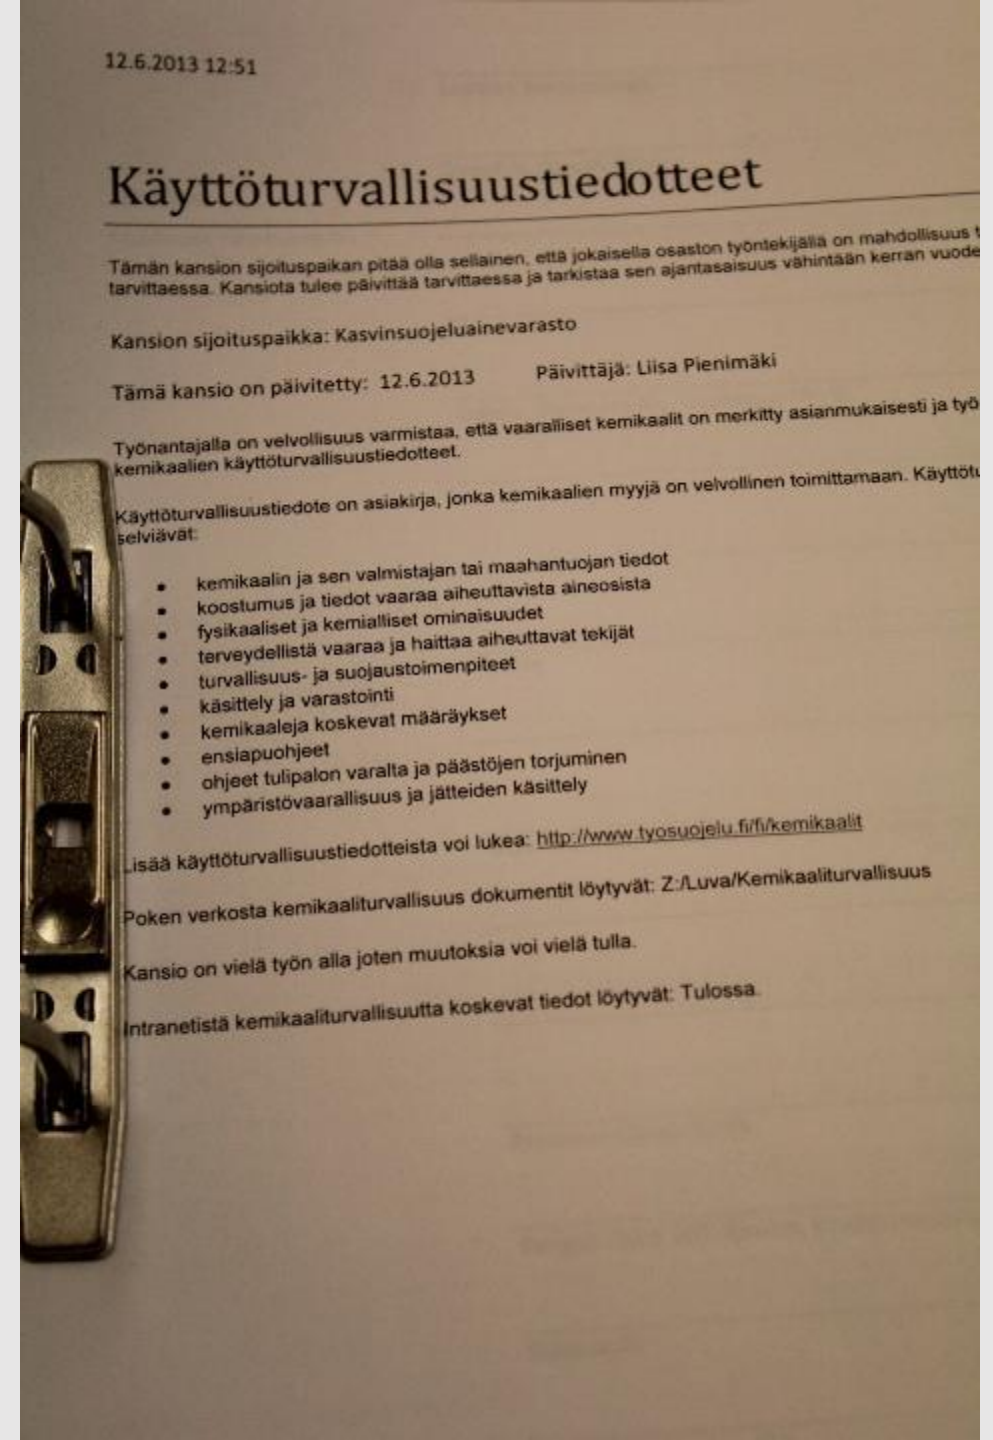 12.6.2013 12:51
Käyttöturvallisuustiedotteet
Tämän kansion sijoituspaikan pitää olla sellainen, että jokaisella osaston työntekijällä on mahdollisuus
tarvittaessa. Kansiota tulee päivittää tarvittaessa ja tarkistaa sen ajantasaisuus vähintään kerran
Kansion sijoituspaikka: Kasvinsuojeluainevarasto
Tämä kansio on päivitetty: 12.6.2013 Päivittäjä: Liisa Pienimäki
Työnantajalla on velvollisuus varmistaa, että vaaralliset kemikaalit on merkitty asianmukaisesti ja
kemikaalien käyttöturvallisuustiedotteet.
Käyttöturvallisuustiedote on asiakirja, jonka kemikaalien myyjä on velvollinen toimittamaan.
selviävät:
• kemikaalin ja sen valmistajan tai maahantuojan tiedot
• koostumus ja tiedot vaaraa aiheuttavista aineosista
• fysikaaliset ja kemialliset ominaisuudet
• terveydellistä vaaraa ja haittaa aiheuttavat tekijät
• turvallisuus- ja suojaustoimenpiteet
• käsittely ja varastointi
• kemikaaleja koskevat määräykset
• ensiapuohjeet
• ohjeet tulipalon varalta ja päästöjen torjuminen
• ympäristövaarallisuus ja jätteiden käsittely
Lisää käyttöturvallisuustiedotteista voi lukea: http://www.tyosuojelu.fi/fi/kemikaalit
Poken verkosta kemikaaliturvallisuus dokumentit löytyvät: Z:/Luva/Kemikaaliturvallisuus
Kansio on vielä työn alla joten muutoksia voi vielä tulla.
Intranetistä kemikaaliturvallisuutta koskevat tiedot löytyvät: Tulossa.